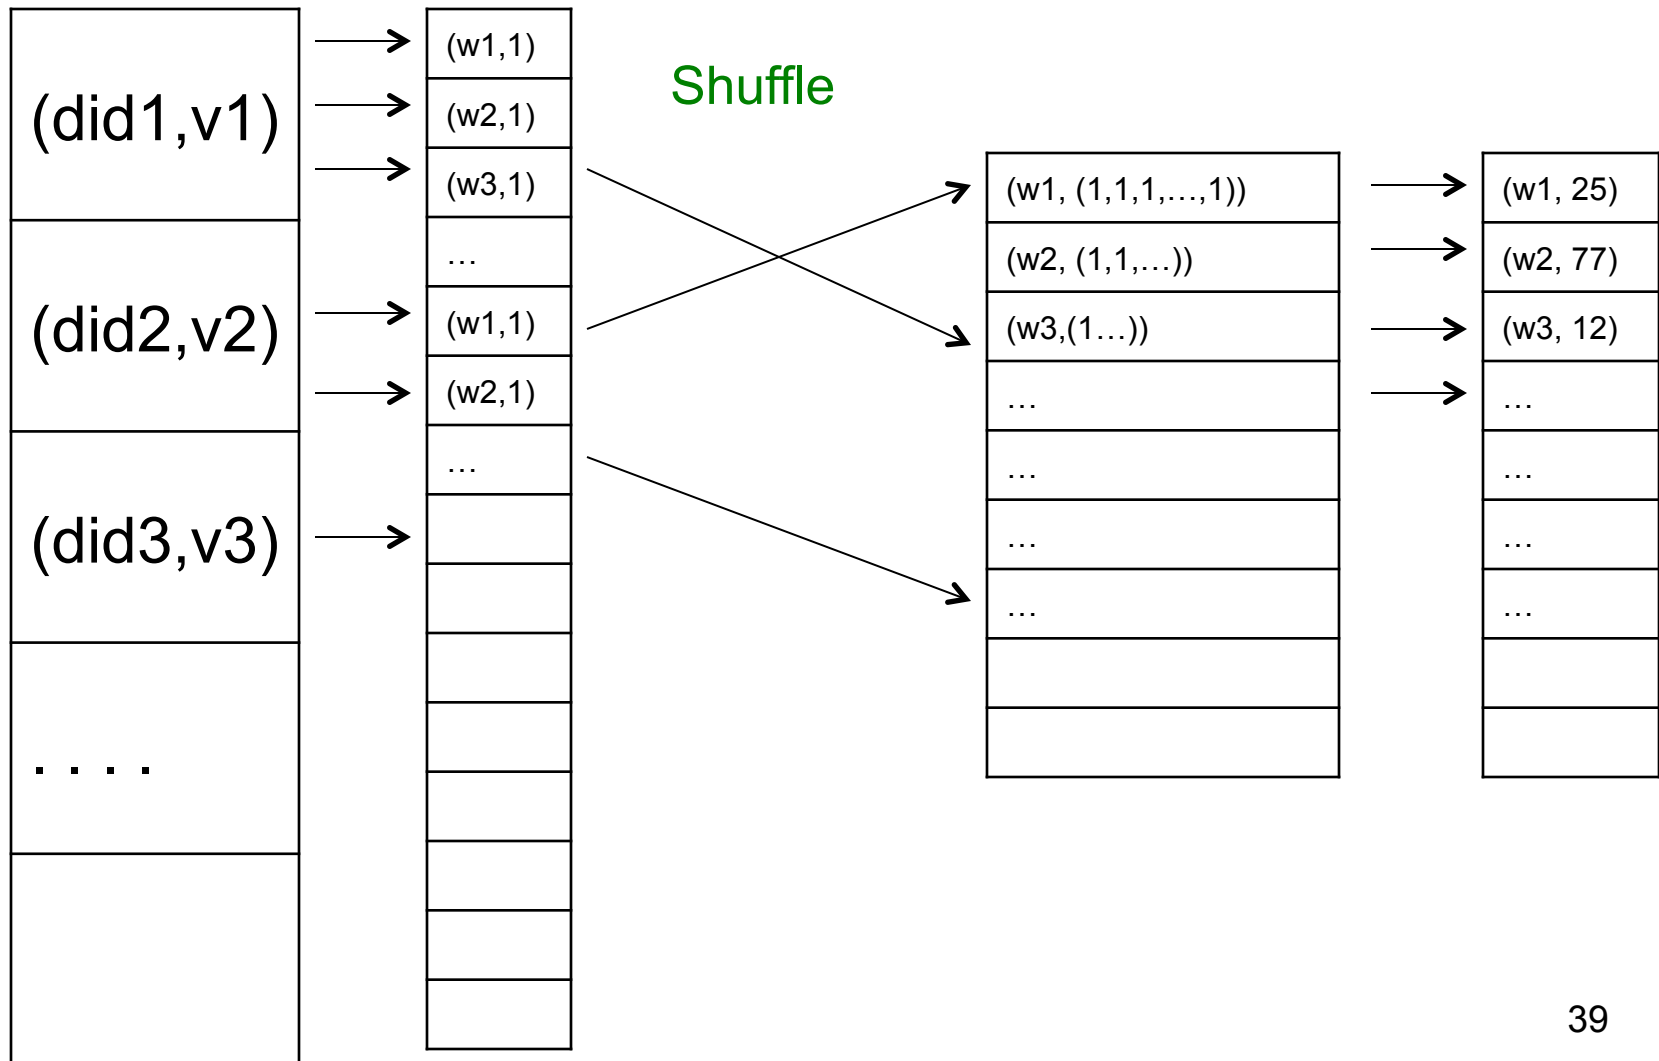 (did1,v1)
(did2,v2)
(did3,v3)
. . . .
(w1,1)
(w2,1)
(w3,1)
…
(w1,1)
(w2,1)
…
Shuffle
(w1, (1,1,1,…,1))
(w2, (1,1,…))
(w3,(1…))
…
…
…
…
(w1, 25)
(w2, 77)
(w3, 12)
…
…
…
…
39